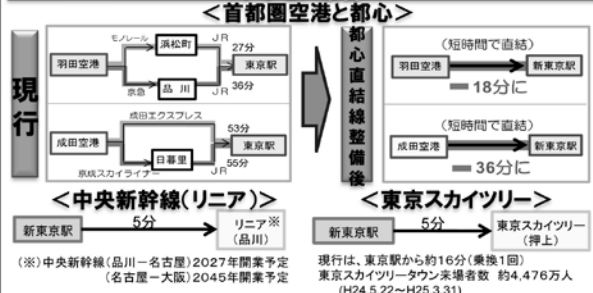 ＜首都圏空港と都心＞
現行
羽田空港
モノレール
浜松町
JR
27分
東京駅
京急
品川
JR
36分
成田空港
成田エクスプレス
53分
東京駅
京成スカイライナー
日暮里
JR
55分
都心直結線整備後
（短時間で直結）
羽田空港
新東京駅
18分に
（短時間で直結）
成田空港
新東京駅
36分に
＜中央新幹線（リニア）＞
新東京駅
5分
リニア※
（品川）
（※）中央新幹線（品川－名古屋）2027年開業予定
（名古屋－大阪）2045年開業予定
＜東京スカイツリー＞
新東京駅
5分
東京スカイツリー
（押上）
現行は、東京駅から約16分（乗換1回）
東京スカイツリータウン来場者数　約4,476万人
（H24.5.22～H25.3.31）